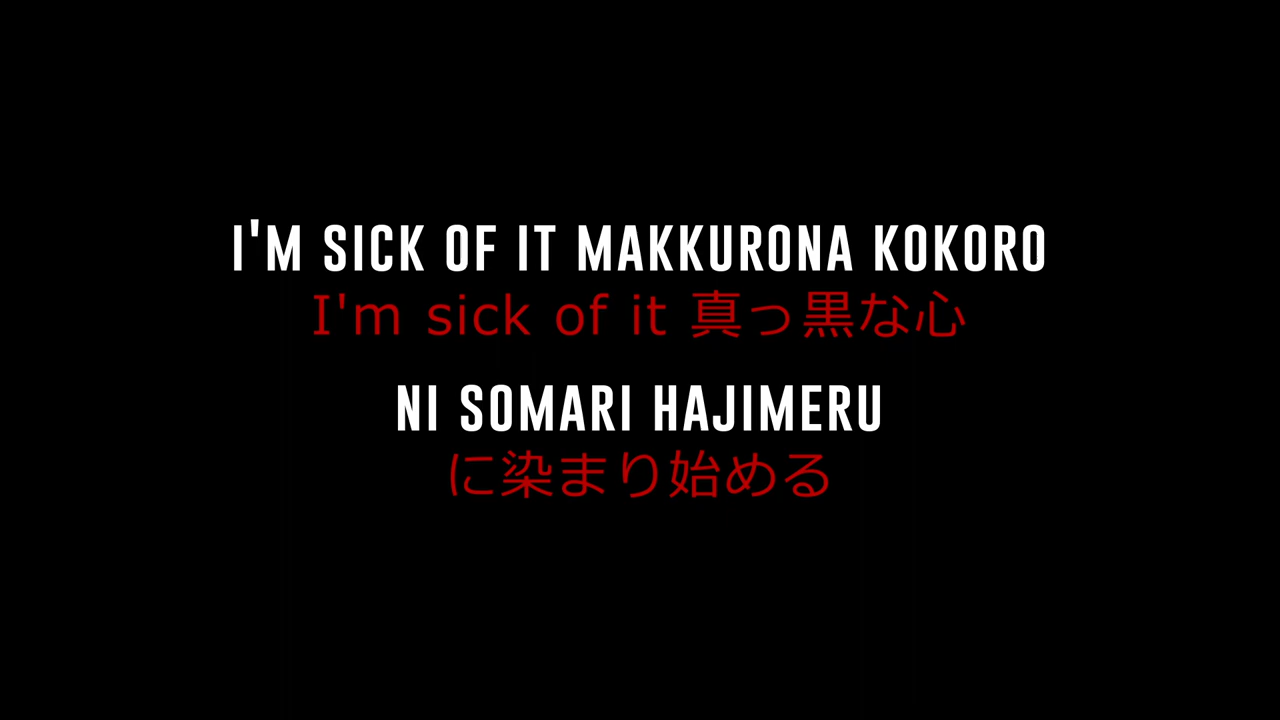 I'M SICK OF IT MAKKURONA KOKORO
I'm sick of it 真っ黒な心
NI SOMARI HAJIMERU
に染まり始める